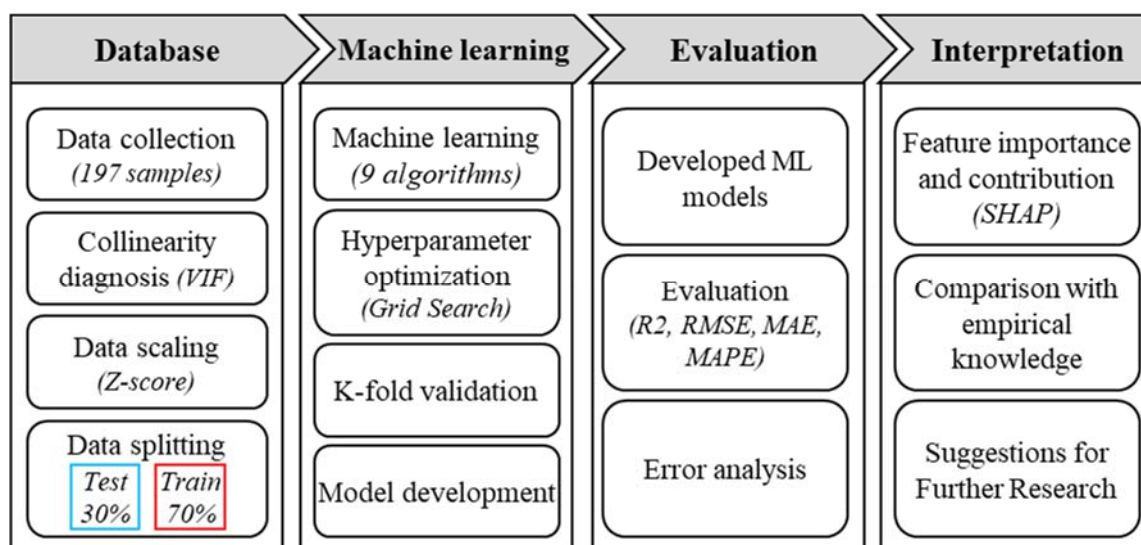 Database
Data collection
(197 samples)
Collinearity
diagnosis (VIF)
Data scaling
(Z-score)
Data splitting
Test
30%
Train
70%
Machine learning
Machine learning
(9 algorithms)
Hyperparameter
optimization
(Grid Search)
K-fold validation
Model development
Evaluation
Developed ML
models
Evaluation
(R2, RMSE, MAE,
MAPE)
Error analysis
Interpretation
Feature importance
and contribution
(SHAP)
Comparison with
empirical
knowledge
Suggestions for
Further Research